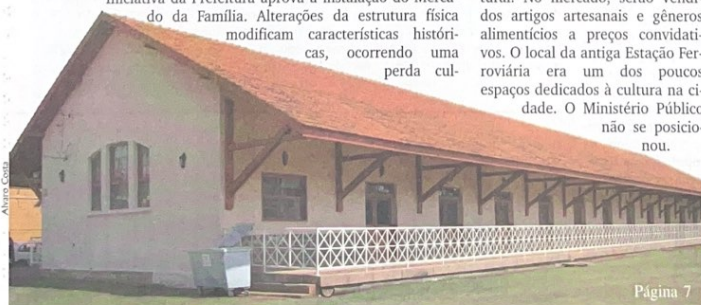 iniciativa da Prefeitura aprova a instalação do Merca-
do da Família. Alterações da estrutura física
modificam características históri-
cas, ocorrendo uma
perda cul-
tural. No mercado, serão vendi-
dos artigos artesanais e gêneros
alimentícios a preços convidati-
vos. O local da antiga Estação Fer-
roviária era um dos poucos
espaços dedicados à cultura na ci-
dade. O Ministério Público
não se posicio-
nou.
Alvaro Costa
Página 7